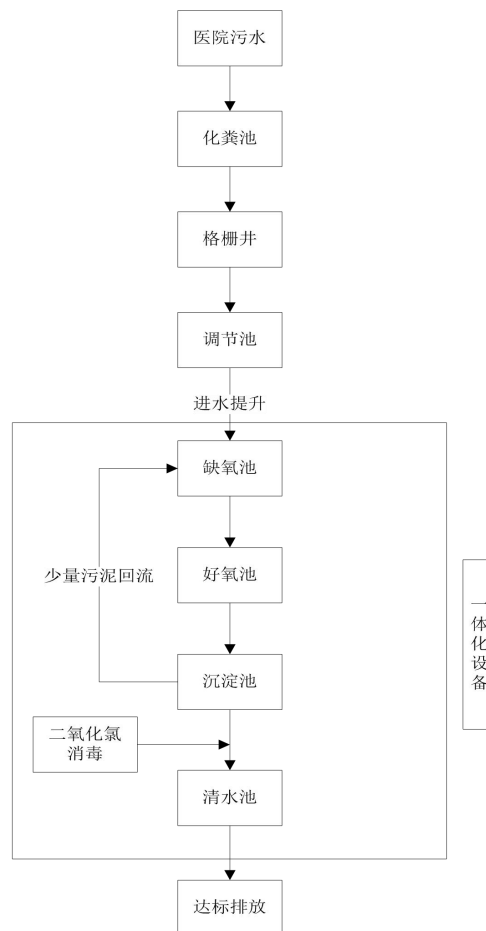 医院污水
化粪池
格栅井
调节池
进水提升
缺氧池
少量污泥回流
好氧池
一
体
化
设
备
沉淀池
二氧化氯
消毒
清水池
达标排放